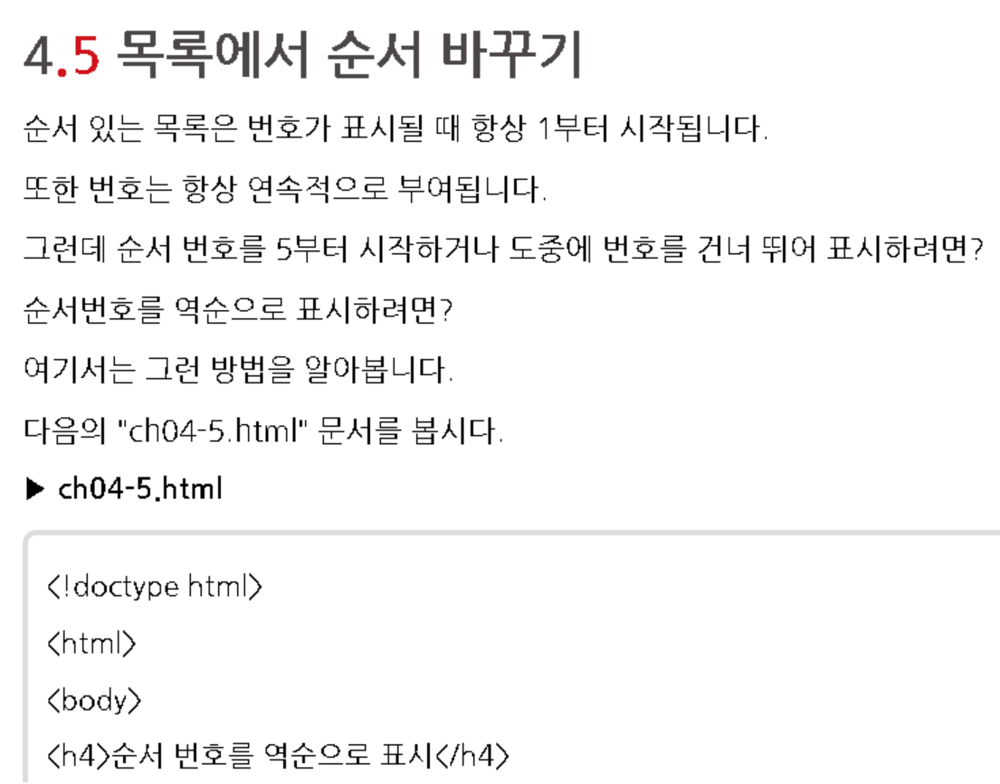 4.5 목록에서 순서 바꾸기
순서 있는 목록은 번호가 표시될 때 항상 1부터 시작됩니다.
또한 번호는 항상 연속적으로 부여됩니다.
그런데 순서 번호를 5부터 시작하거나 도중에 번호를 건너 뛰어 표시하려면?
순서번호를 역순으로 표시하려면?
여기서는 그런 방법을 알아봅니다.
다음의 "ch04-5.html" 문서를 봅시다.
▶ ch04-5.html
<!doctype html>
<html>
<body>
<h4>순서 번호를 역순으로 표시</h4>